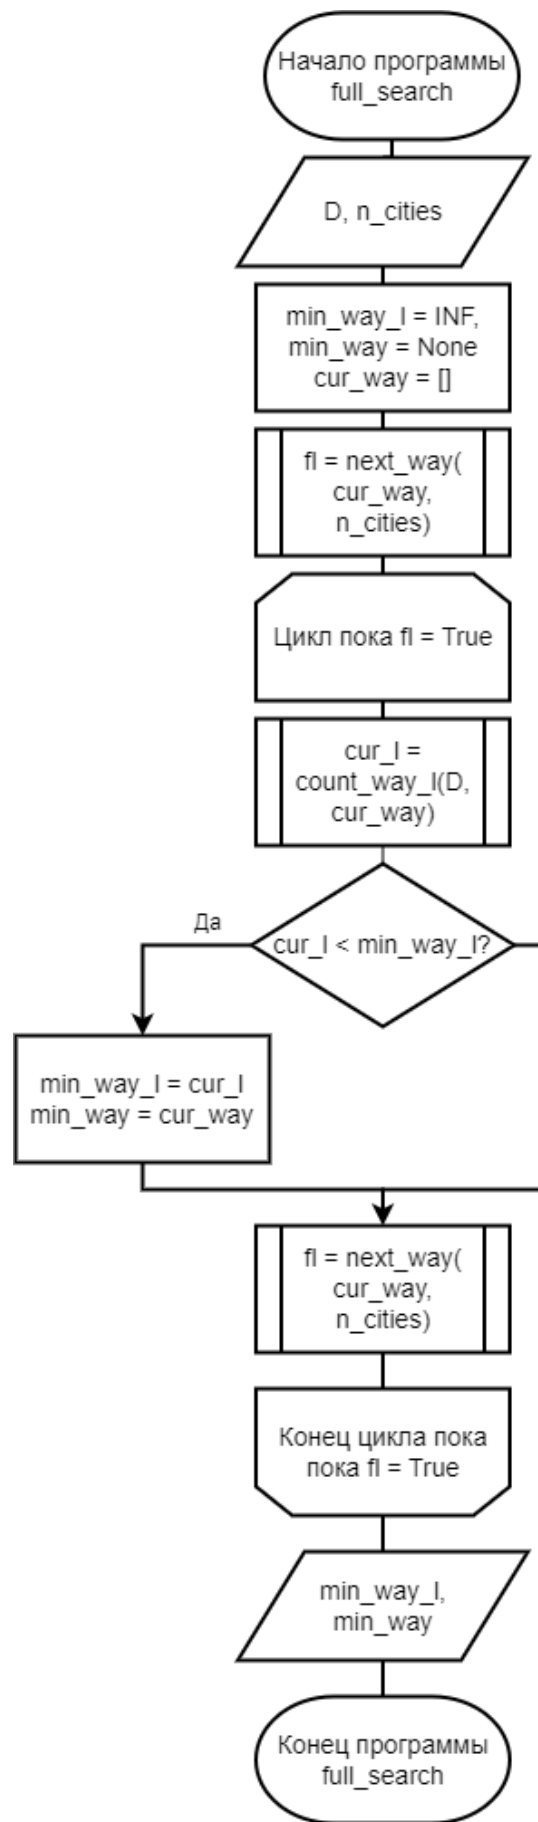 Начало программы
full_search
D, n_cities
min_way_l = INF,
min_way = None
cur_way = []
fl = next_way(
cur_way,
n_cities)
Цикл пока fl = True
cur_l =
count_way_l(D,
cur_way)
Да
cur_l < min_way_l?
min_way_l = cur_l
min_way = cur_way
fl = next_way(
cur_way,
n_cities)
Конец цикла пока
пока fl = True
min_way_l,
min_way
Конец программы
full_search